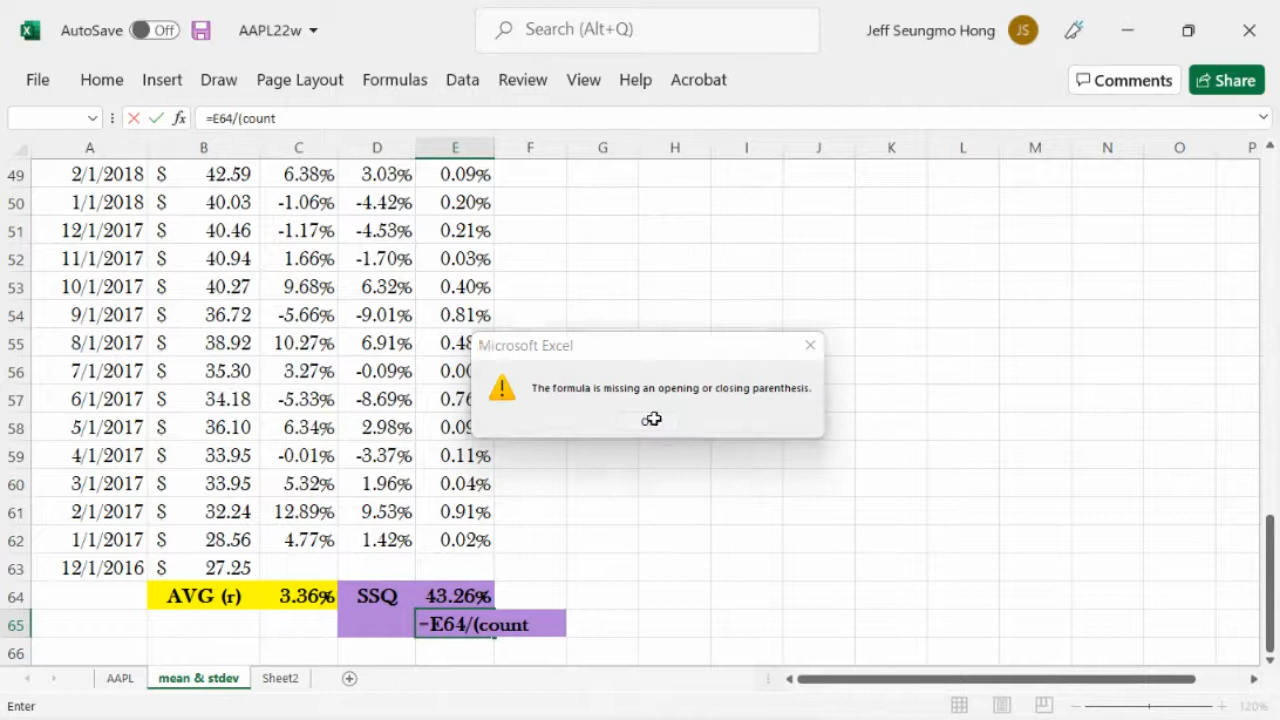 AutoSave Off AAPL22w Search (Alt+Q) Jeff Seungmo Hong JS
File Home Insert Draw Page Layout Formulas Data Review View Help Acrobat Comments Share
fx =E64/(count
A B C D E F G H I J K L M N O P
49 2/1/2018 $ 42.59 6.38% 3.03% 0.09%
50 1/1/2018 $ 40.03 -1.06% -4.42% 0.20%
51 12/1/2017 $ 40.46 -1.17% -4.53% 0.21%
52 11/1/2017 $ 40.94 1.66% -1.70% 0.03%
53 10/1/2017 $ 40.27 9.68% 6.32% 0.40%
54 9/1/2017 $ 36.72 -5.66% -9.01% 0.81%
55 8/1/2017 $ 38.92 10.27% 6.91% 0.48
56 7/1/2017 $ 35.30 3.27% -0.09% 0.00
57 6/1/2017 $ 34.18 -5.33% -8.69% 0.76
58 5/1/2017 $ 36.10 6.34% 2.98% 0.09
59 4/1/2017 $ 33.95 -0.01% -3.37% 0.11%
60 3/1/2017 $ 33.95 5.32% 1.96% 0.04%
61 2/1/2017 $ 32.24 12.89% 9.53% 0.91%
62 1/1/2017 $ 28.56 4.77% 1.42% 0.02%
63 12/1/2016 $ 27.25
64 AVG (r) 3.36% SSQ 43.26%
65 =E64/(count
66
Microsoft Excel
The formula is missing an opening or closing parenthesis.
AAPL mean & stdev Sheet2
Enter 120%